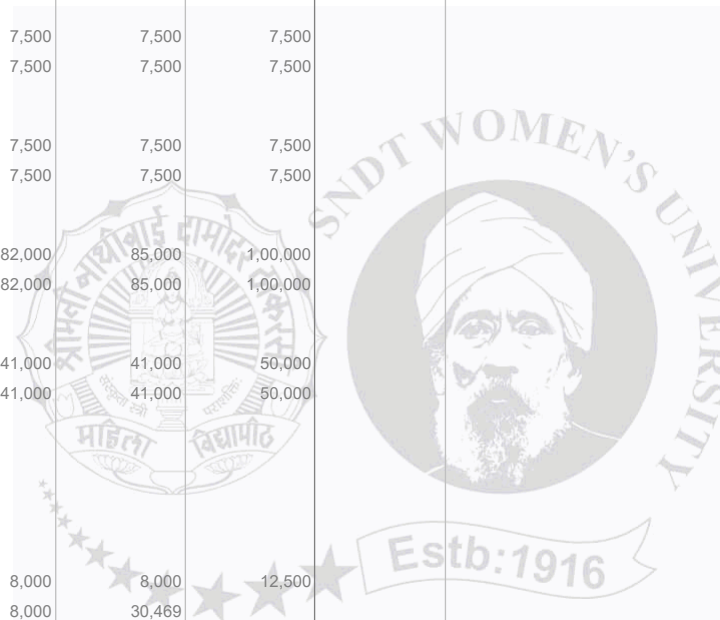 7,500 7,500 7,500
7,500 7,500 7,500
7,500 7,500 7,500
7,500 7,500 7,500
SNDT WOMEN'S UNIVERSITY
82,000 85,000 1,00,000
82,000 85,000 1,00,000
श्रीमती नाथीबाई दामोदर ठाकरसी
41,000 41,000 50,000
41,000 41,000 50,000
संस्कृता स्त्री पराशक्तिः
महिला विद्यापीठ
Estb:1916
8,000 8,000 12,500
8,000 30,469